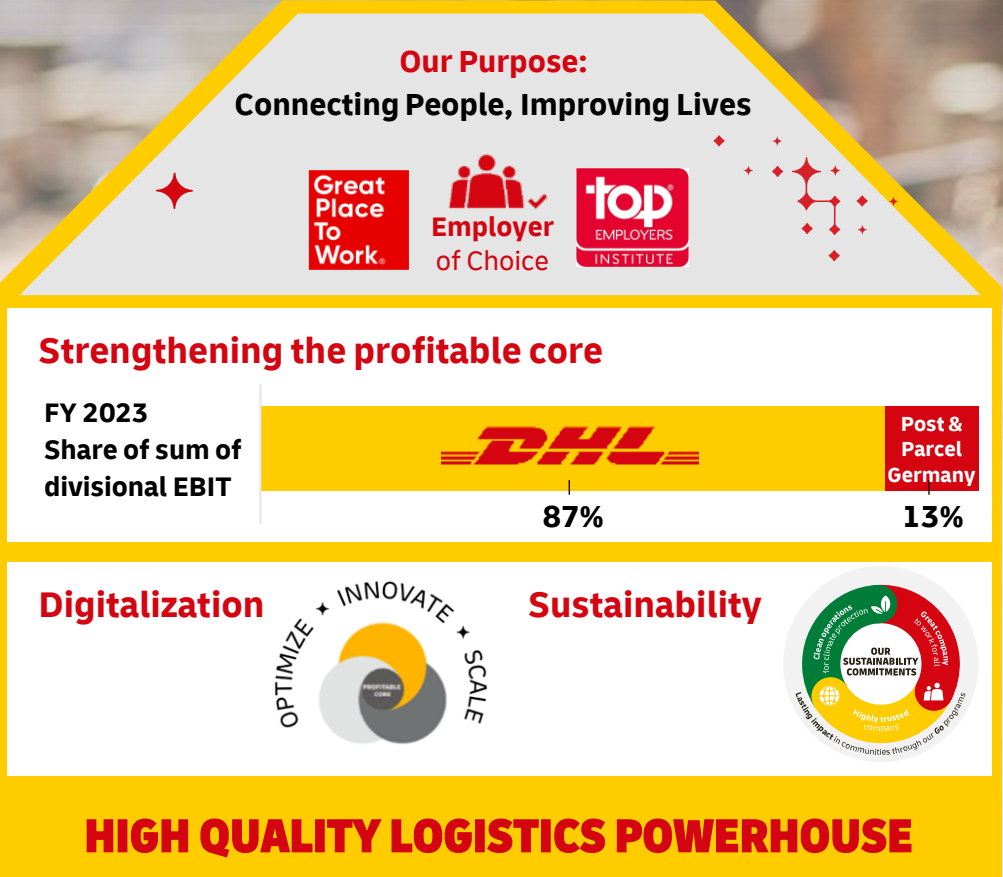 Our Purpose:
Connecting People, Improving Lives
Great
Place
To
Work®
Employer
of Choice
top®
EMPLOYERS
INSTITUTE
Strengthening the profitable core
FY 2023
Share of sum of
divisional EBIT
DHL
Post &
Parcel
Germany
87%
13%
Digitalization
OPTIMIZE ✦ INNOVATE ✦ SCALE
PROFITABLE
CORE
Sustainability
Clean operations
for climate protection
Great company
to work for all
OUR
SUSTAINABILITY
COMMITMENTS
Highly trusted
company
Lasting impact in communities through our Go programs
HIGH QUALITY LOGISTICS POWERHOUSE